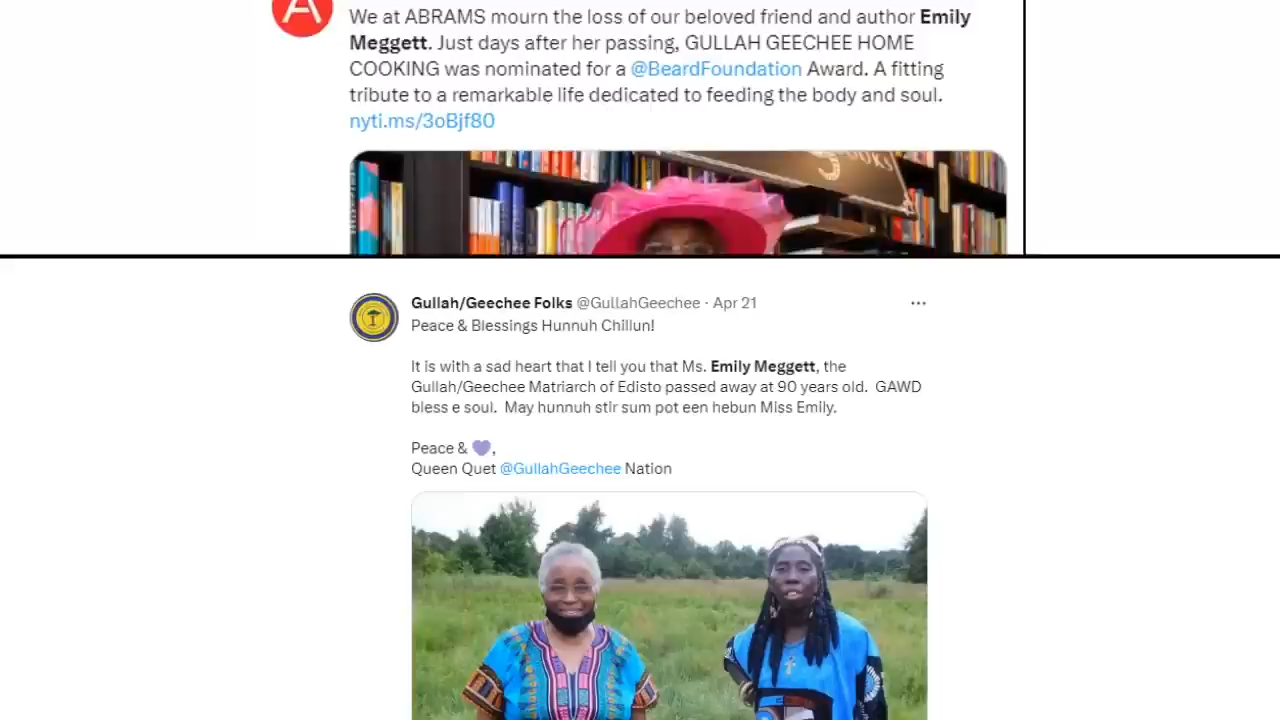 We at ABRAMS mourn the loss of our beloved friend and author Emily
Meggett. Just days after her passing, GULLAH GEECHEE HOME
COOKING was nominated for a @BeardFoundation Award. A fitting
tribute to a remarkable life dedicated to feeding the body and soul.
nyti.ms/3oBjf80
Gullah/Geechee Folks @GullahGeechee · Apr 21
Peace & Blessings Hunnuh Chillun!
It is with a sad heart that I tell you that Ms. Emily Meggett, the
Gullah/Geechee Matriarch of Edisto passed away at 90 years old. GAWD
bless e soul. May hunnuh stir sum pot een hebun Miss Emily.
Peace & 💜,
Queen Quet @GullahGeechee Nation